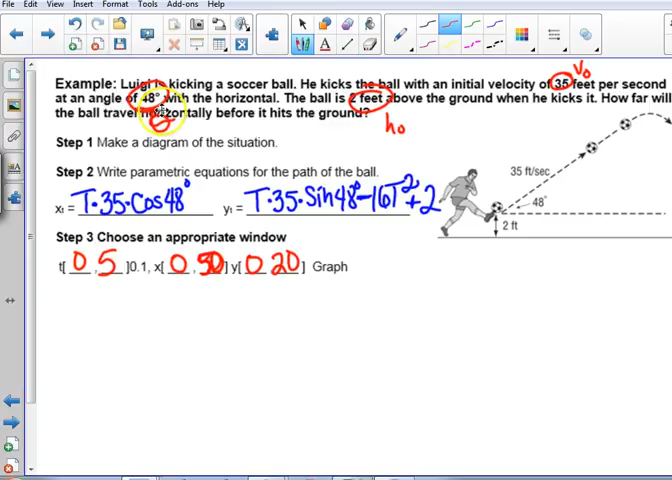 File Edit View Insert Format Tools Add-ons Help
V₀
Example: Luigi is kicking a soccer ball. He kicks the ball with an initial velocity of 35 feet per second
at an angle of 48° with the horizontal. The ball is 2 feet above the ground when he kicks it. How far will
the ball travel horizontally before it hits the ground?
θ
h₀
Step 1 Make a diagram of the situation.
Step 2 Write parametric equations for the path of the ball.
35 ft/sec
xt = T·35·Cos48° yt = T·35·Sin48°-16T²+2
48°
2 ft
Step 3 Choose an appropriate window
t[ 0 , 5 ]0.1, x[ 0 , 50 ] y[ 0 20 ] Graph